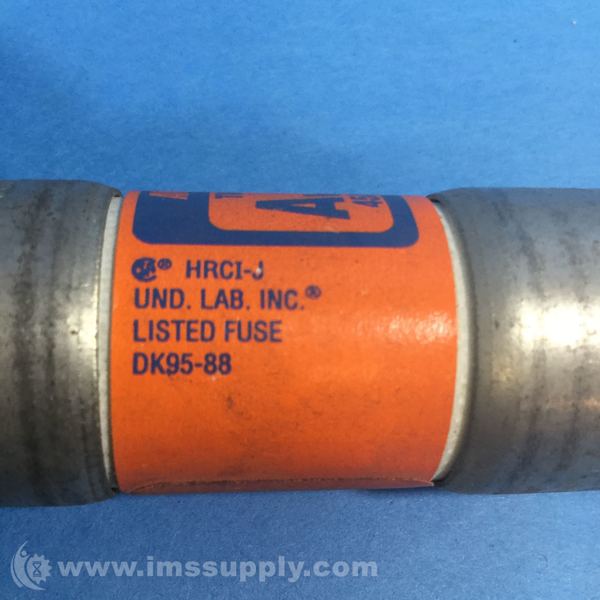 HRCI-J
UND. LAB. INC.®
LISTED FUSE
DK95-88
www.imssupply.com